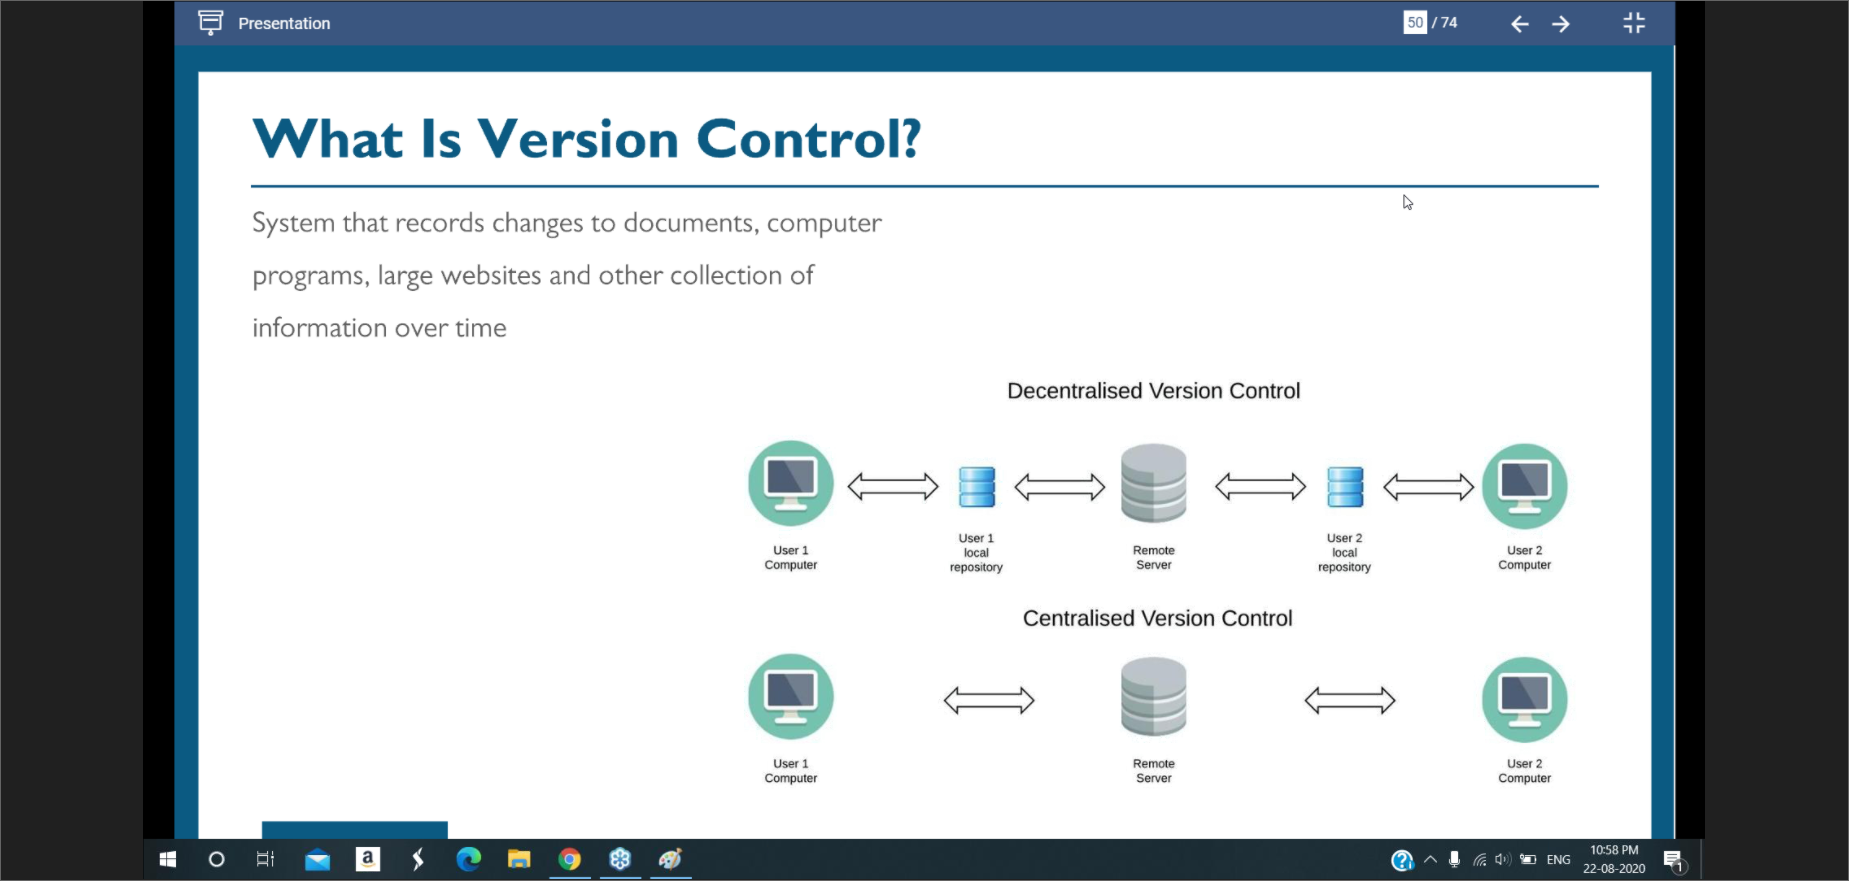 Presentation
50 / 74
What Is Version Control?
System that records changes to documents, computer
programs, large websites and other collection of
information over time
Decentralised Version Control
User 1
Computer
User 1
local
repository
Remote
Server
User 2
local
repository
User 2
Computer
Centralised Version Control
User 1
Computer
Remote
Server
User 2
Computer
a
ENG
10:58 PM
22-08-2020
1